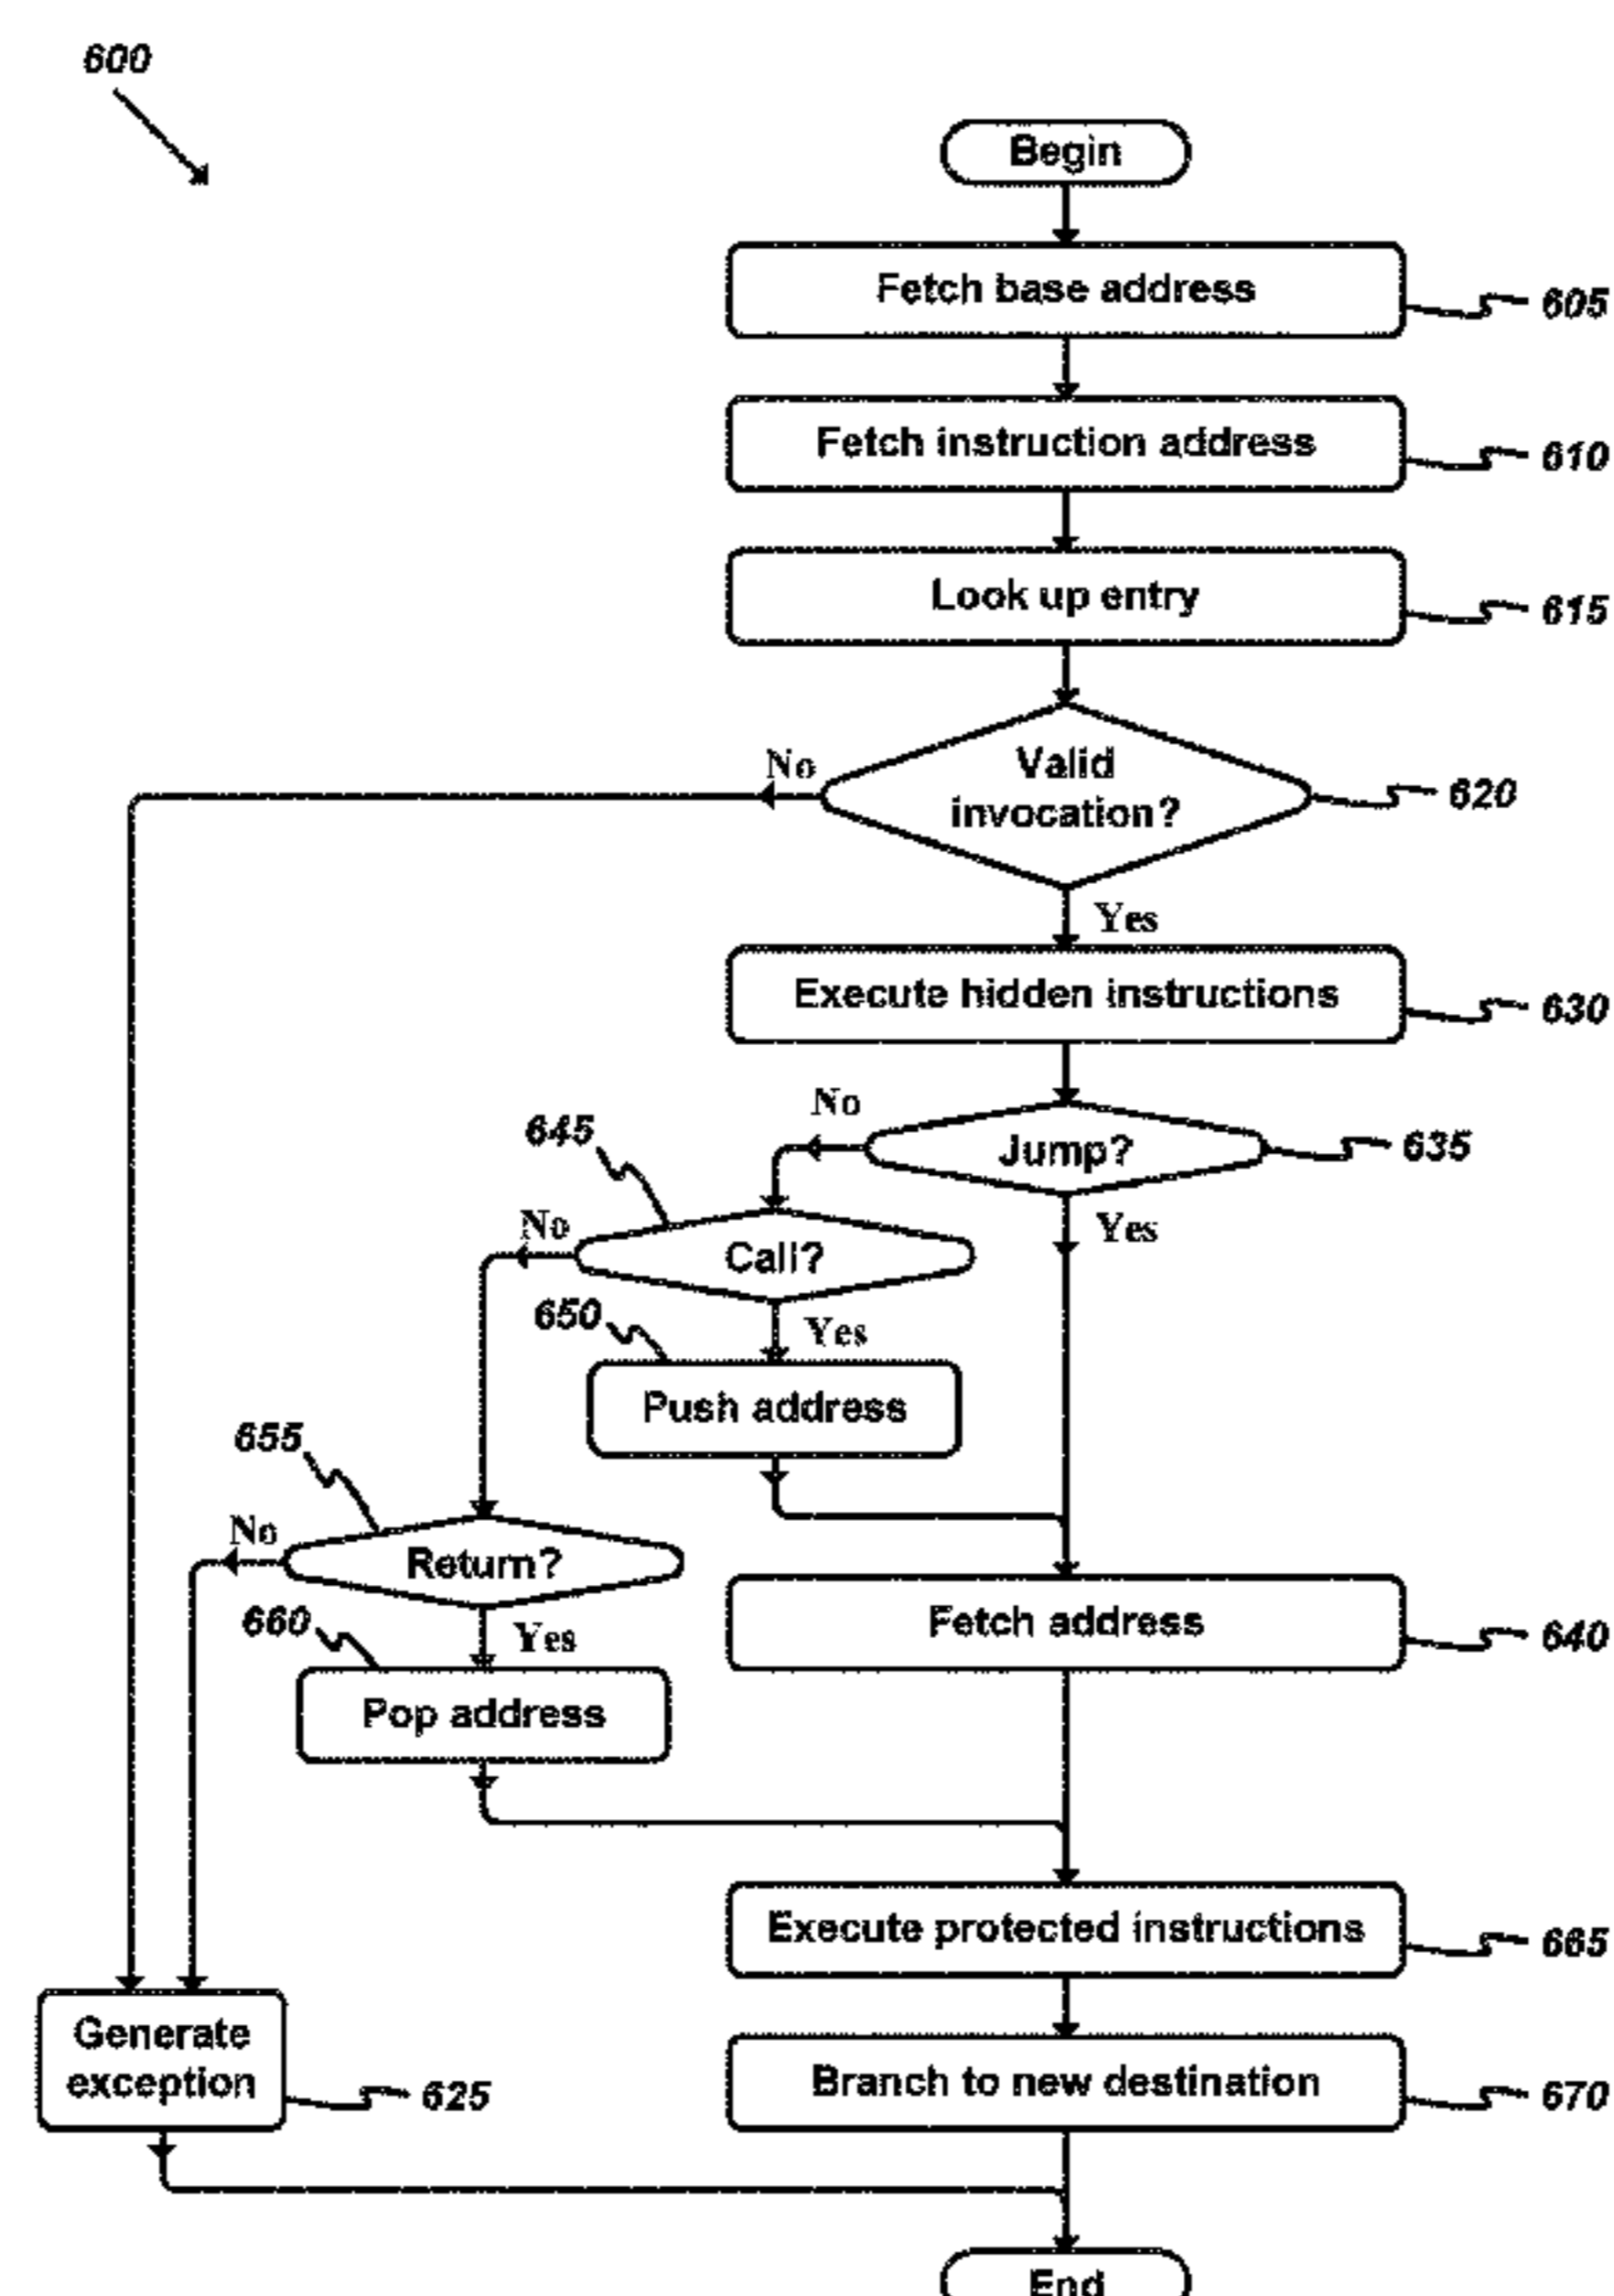 600
Begin
Fetch base address
605
Fetch instruction address
610
Look up entry
615
No
Valid
invocation?
620
Yes
Execute hidden instructions
630
No
645
Jump?
635
No
Yes
Call?
650
Yes
Push address
655
No
Return?
660
Yes
Fetch address
640
Pop address
Execute protected instructions
665
Generate
exception
625
Branch to new destination
670
End